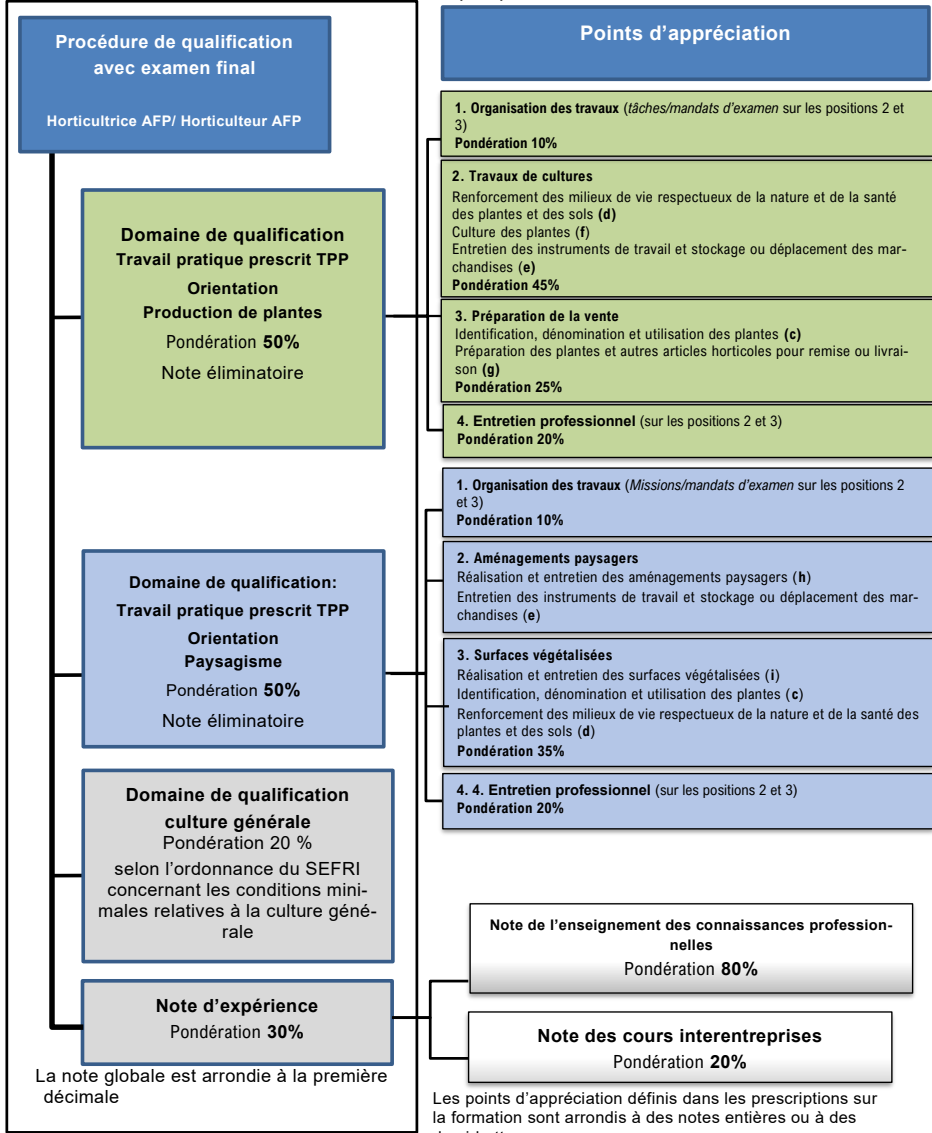 Procédure de qualification
avec examen final
Horticultrice AFP/ Horticulteur AFP
Domaine de qualification
Travail pratique prescrit TPP
Orientation
Production de plantes
Pondération 50%
Note éliminatoire
Domaine de qualification:
Travail pratique prescrit TPP
Orientation
Paysagisme
Pondération 50%
Note éliminatoire
Domaine de qualification
culture générale
Pondération 20 %
selon l’ordonnance du SEFRI
concernant les conditions mini-
males relatives à la culture géné-
rale
Note d’expérience
Pondération 30%
La note globale est arrondie à la première
décimale
Points d’appréciation
1. Organisation des travaux (tâches/mandats d’examen sur les positions 2 et
3)
Pondération 10%
2. Travaux de cultures
Renforcement des milieux de vie respectueux de la nature et de la santé
des plantes et des sols (d)
Culture des plantes (f)
Entretien des instruments de travail et stockage ou déplacement des mar-
chandises (e)
Pondération 45%
3. Préparation de la vente
Identification, dénomination et utilisation des plantes (c)
Préparation des plantes et autres articles horticoles pour remise ou livrai-
son (g)
Pondération 25%
4. Entretien professionnel (sur les positions 2 et 3)
Pondération 20%
1. Organisation des travaux (Missions/mandats d’examen sur les positions 2
et 3)
Pondération 10%
2. Aménagements paysagers
Réalisation et entretien des aménagements paysagers (h)
Entretien des instruments de travail et stockage ou déplacement des mar-
chandises (e)
3. Surfaces végétalisées
Réalisation et entretien des surfaces végétalisées (i)
Identification, dénomination et utilisation des plantes (c)
Renforcement des milieux de vie respectueux de la nature et de la santé des
plantes et des sols (d)
Pondération 35%
4. 4. Entretien professionnel (sur les positions 2 et 3)
Pondération 20%
Note de l’enseignement des connaissances profession-
nelles
Pondération 80%
Note des cours interentreprises
Pondération 20%
Les points d’appréciation définis dans les prescriptions sur
la formation sont arrondis à des notes entières ou à des